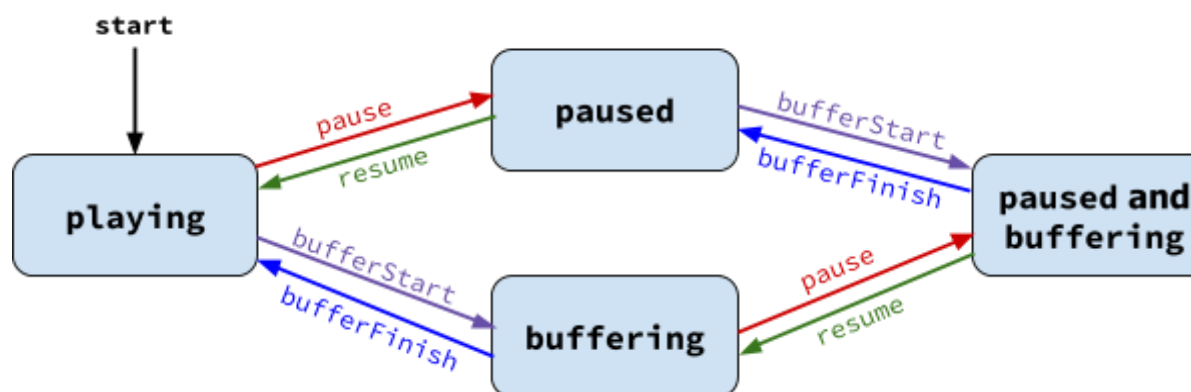 start
pause
paused
bufferStart
resume
bufferFinish
playing
paused and
buffering
bufferStart
pause
bufferFinish
buffering
resume